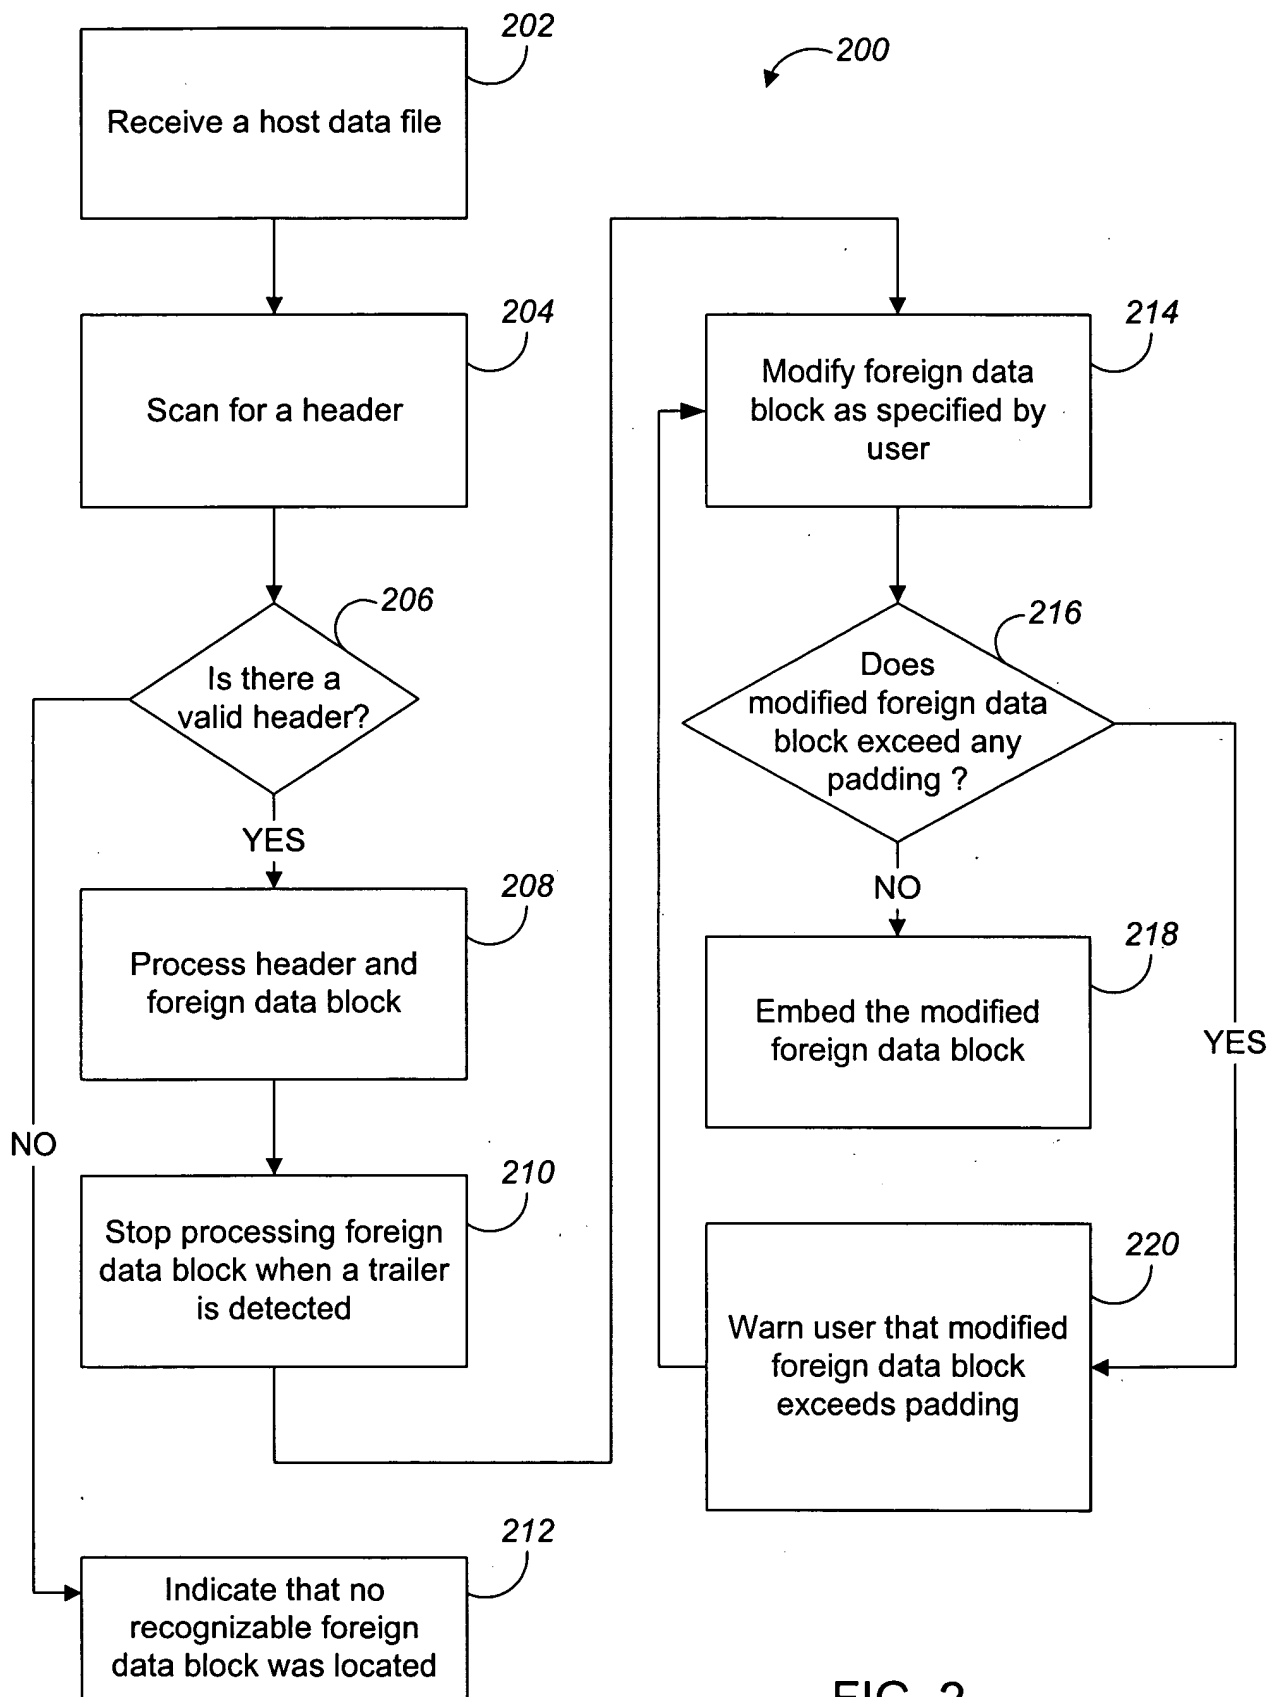 202
200
Receive a host data file
204
Scan for a header
206
Is there a
valid header?
YES
208
Process header and
foreign data block
NO
210
Stop processing foreign
data block when a trailer
is detected
212
Indicate that no
recognizable foreign
data block was located
214
Modify foreign data
block as specified by
user
216
Does
modified foreign data
block exceed any
padding ?
NO
218
Embed the modified
foreign data block
YES
220
Warn user that modified
foreign data block
exceeds padding
FIG. 2